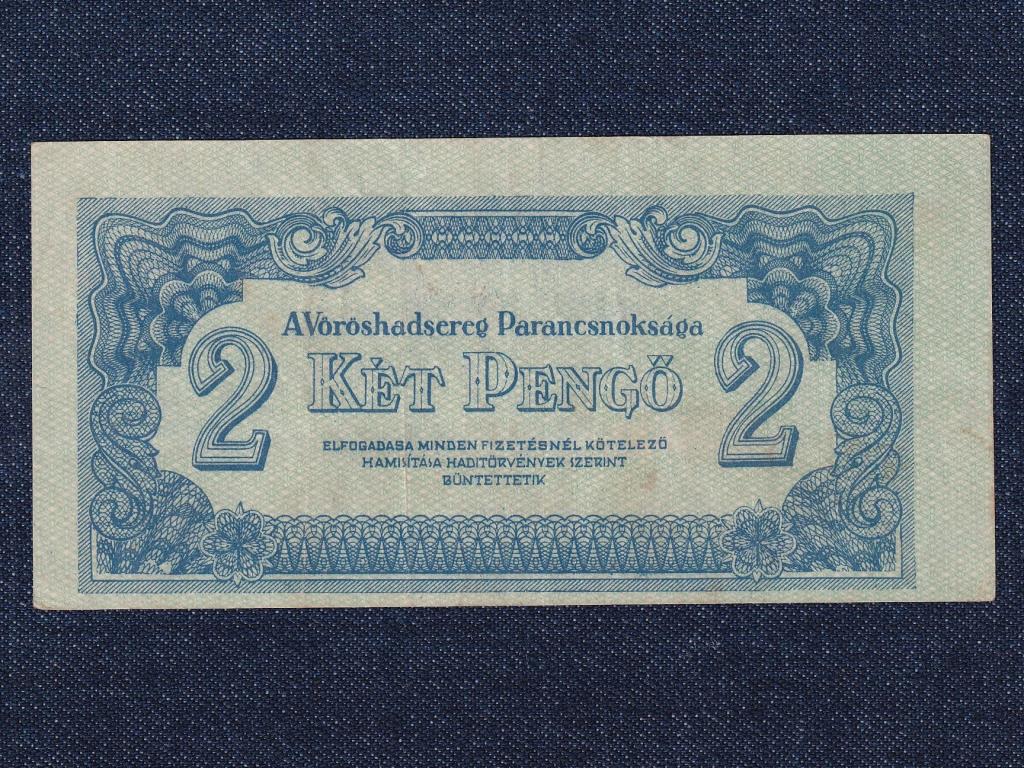 A Vöröshadsereg Parancsnoksága
2 KÉT PENGŐ 2
ELFOGADASA MINDEN FIZETÉSNÉL KÖTELEZŐ
HAMISÍTÁSA HADITÖRVÉNYEK SZERINT
BÜNTETTETIK